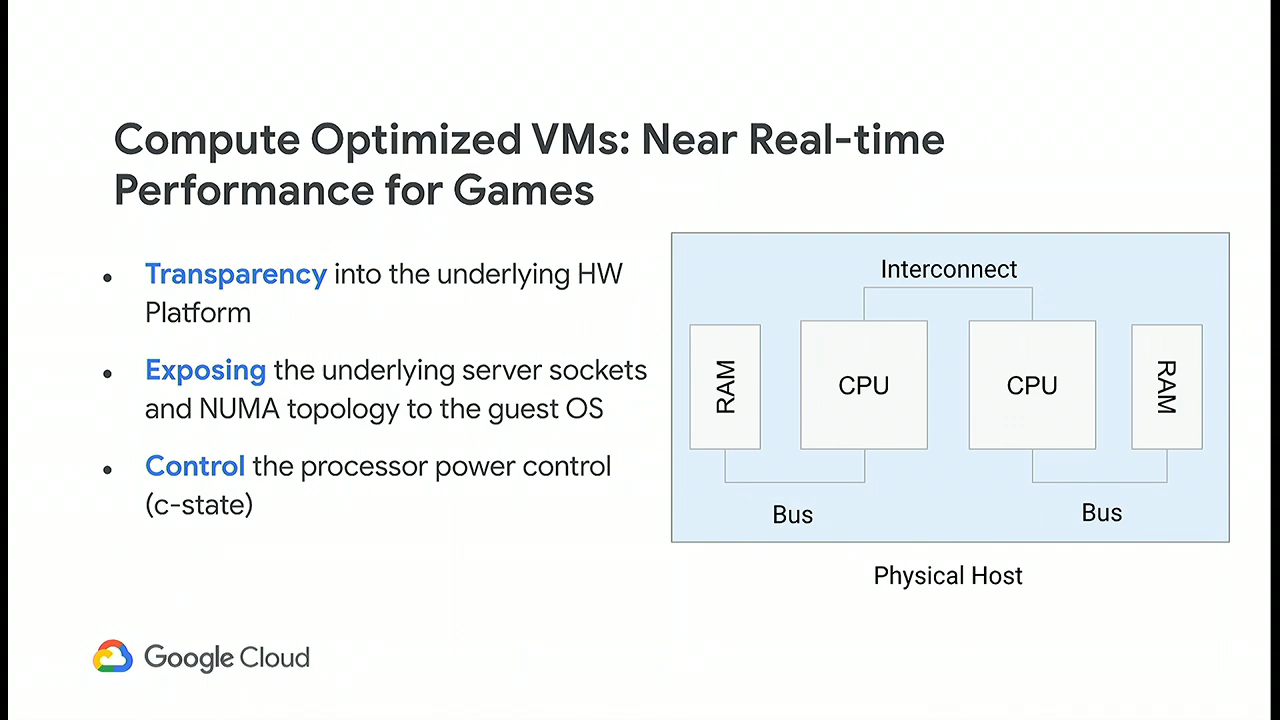 Compute Optimized VMs: Near Real-time
Performance for Games
• Transparency into the underlying HW
Platform
• Exposing the underlying server sockets
and NUMA topology to the guest OS
• Control the processor power control
(c-state)
Interconnect
RAM
CPU
CPU
RAM
Bus
Bus
Physical Host
Google Cloud